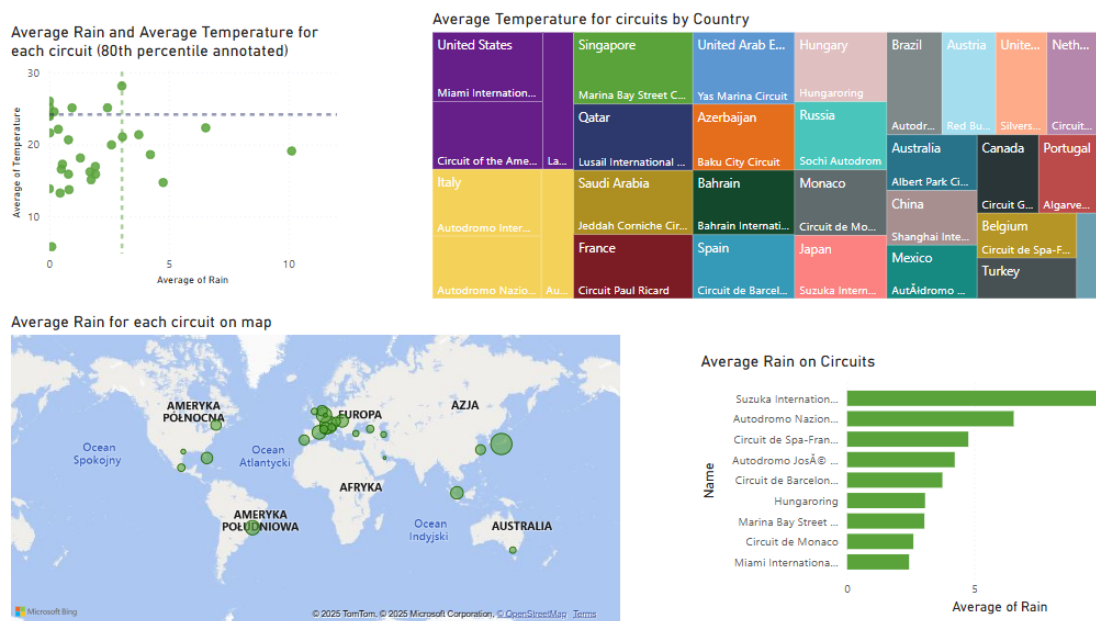 Average Rain and Average Temperature for
each circuit (80th percentile annotated)
Average of Temperature
30
20
10
0
5
10
Average of Rain
Average Temperature for circuits by Country
United States
Miami Internation...
Circuit of the Ame...
La...
Italy
Autodromo Inter...
Autodromo Nazio...
Au...
Singapore
Marina Bay Street C...
Qatar
Lusail International ...
Saudi Arabia
Jeddah Corniche Cir...
France
Circuit Paul Ricard
United Arab E...
Yas Marina Circuit
Azerbaijan
Baku City Circuit
Bahrain
Bahrain Internati...
Spain
Circuit de Barcel...
Hungary
Hungaroring
Russia
Sochi Autodrom
Monaco
Circuit de Mo...
Japan
Suzuka Intern...
Brazil
Autodr...
Austria
Red Bu...
Unite...
Silvers...
Neth...
Circuit...
Australia
Albert Park Ci...
China
Shanghai Inte...
Mexico
AutÃ³dromo ...
Canada
Circuit G...
Portugal
Algarve...
Belgium
Circuit de Spa-F...
Turkey
Average Rain for each circuit on map
AMERYKA
PÓŁNOCNA
EUROPA
AZJA
Ocean
Spokojny
Ocean
Atlantycki
AFRYKA
AMERYKA
POŁUDNIOWA
Ocean
Indyjski
AUSTRALIA
Microsoft Bing
© 2025 TomTom, © 2025 Microsoft Corporation, © OpenStreetMap Terms
Average Rain on Circuits
Name
Suzuka Internation...
Autodromo Nazion...
Circuit de Spa-Fran...
Autodromo JosÃ© ...
Circuit de Barcelon...
Hungaroring
Marina Bay Street ...
Circuit de Monaco
Miami Internationa...
0
5
Average of Rain